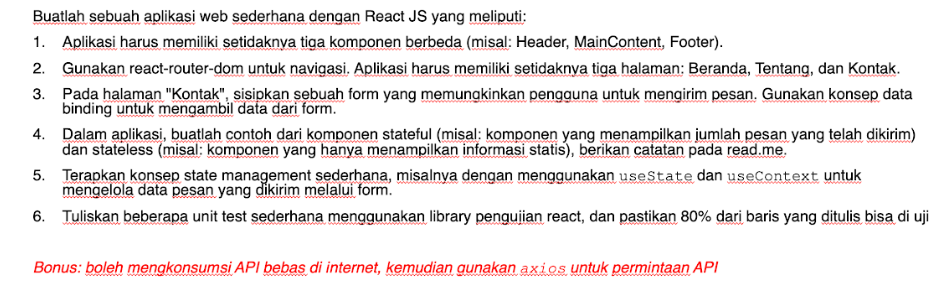 Buatlah sebuah aplikasi web sederhana dengan React JS yang meliputi:
1. Aplikasi harus memiliki setidaknya tiga komponen berbeda (misal: Header, MainContent, Footer).
2. Gunakan react-router-dom untuk navigasi. Aplikasi harus memiliki setidaknya tiga halaman: Beranda, Tentang, dan Kontak.
3. Pada halaman "Kontak", sisipkan sebuah form yang memungkinkan pengguna untuk mengirim pesan. Gunakan konsep data
binding untuk mengambil data dari form.
4. Dalam aplikasi, buatlah contoh dari komponen stateful (misal: komponen yang menampilkan jumlah pesan yang telah dikirim)
dan stateless (misal: komponen yang hanya menampilkan informasi statis), berikan catatan pada read.me.
5. Terapkan konsep state management sederhana, misalnya dengan menggunakan useState dan useContext untuk
mengelola data pesan yang dikirim melalui form.
6. Tuliskan beberapa unit test sederhana menggunakan library pengujian react, dan pastikan 80% dari baris yang ditulis bisa di uji
Bonus: boleh mengkonsumsi API bebas di internet, kemudian gunakan axios untuk permintaan API